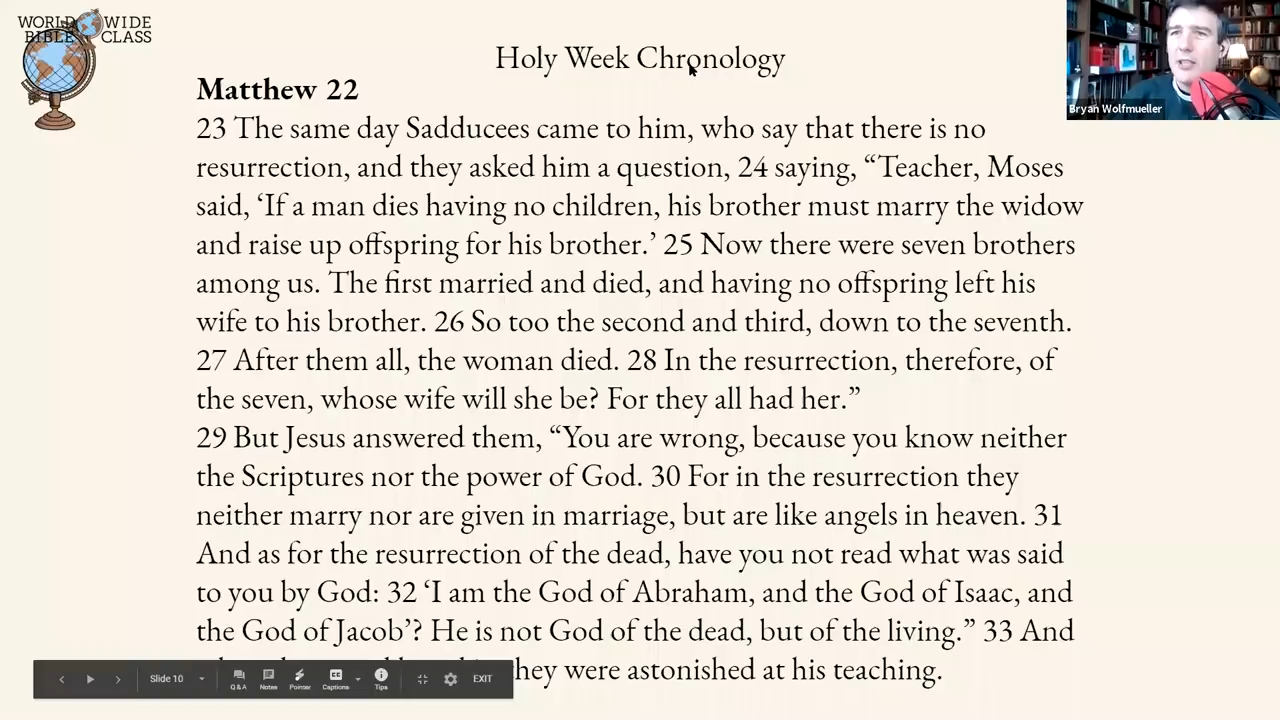 WORLD WIDE
BIBLE CLASS
Holy Week Chronology
Bryan Wolfmueller
Matthew 22
23 The same day Sadducees came to him, who say that there is no
resurrection, and they asked him a question, 24 saying, “Teacher, Moses
said, ‘If a man dies having no children, his brother must marry the widow
and raise up offspring for his brother.’ 25 Now there were seven brothers
among us. The first married and died, and having no offspring left his
wife to his brother. 26 So too the second and third, down to the seventh.
27 After them all, the woman died. 28 In the resurrection, therefore, of
the seven, whose wife will she be? For they all had her.”
29 But Jesus answered them, “You are wrong, because you know neither
the Scriptures nor the power of God. 30 For in the resurrection they
neither marry nor are given in marriage, but are like angels in heaven. 31
And as for the resurrection of the dead, have you not read what was said
to you by God: 32 ‘I am the God of Abraham, and the God of Isaac, and
the God of Jacob’? He is not God of the dead, but of the living.” 33 And
they were astonished at his teaching.
Slide 10 Q&A Notes Pointer Captions Tips EXIT